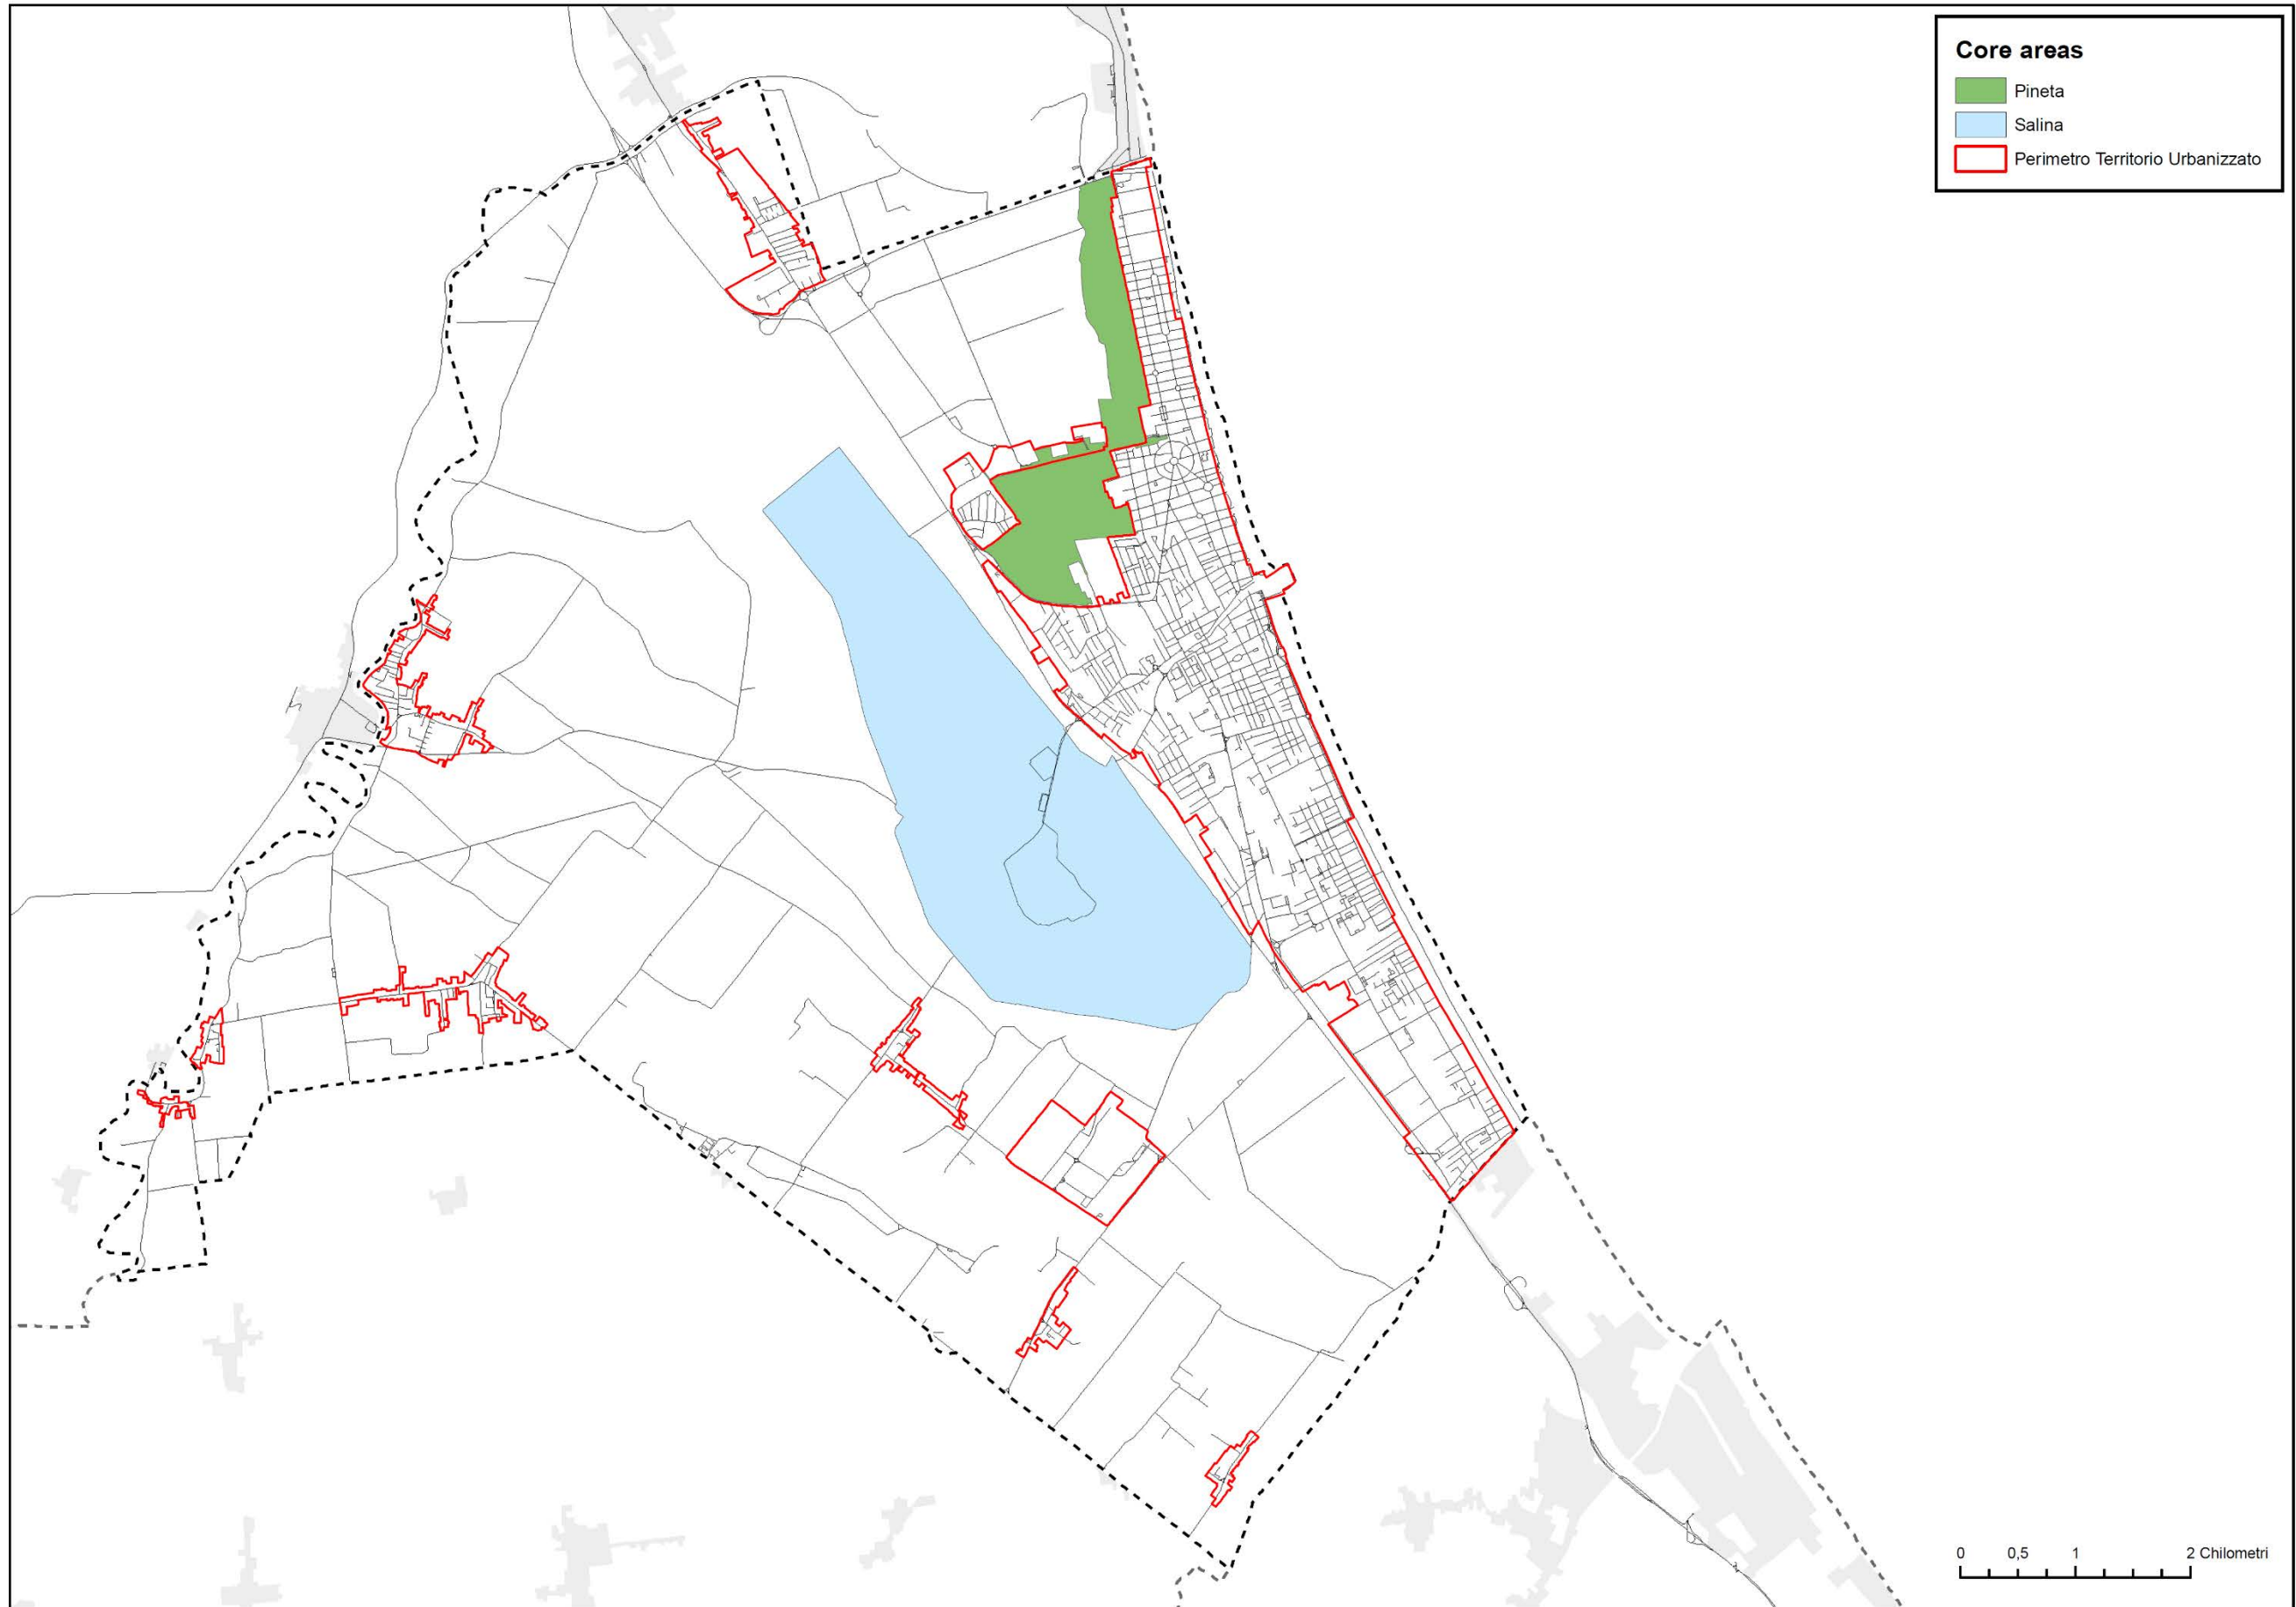 Core areas
Pineta
Salina
Perimetro Territorio Urbanizzato
0 0,5 1 2 Chilometri